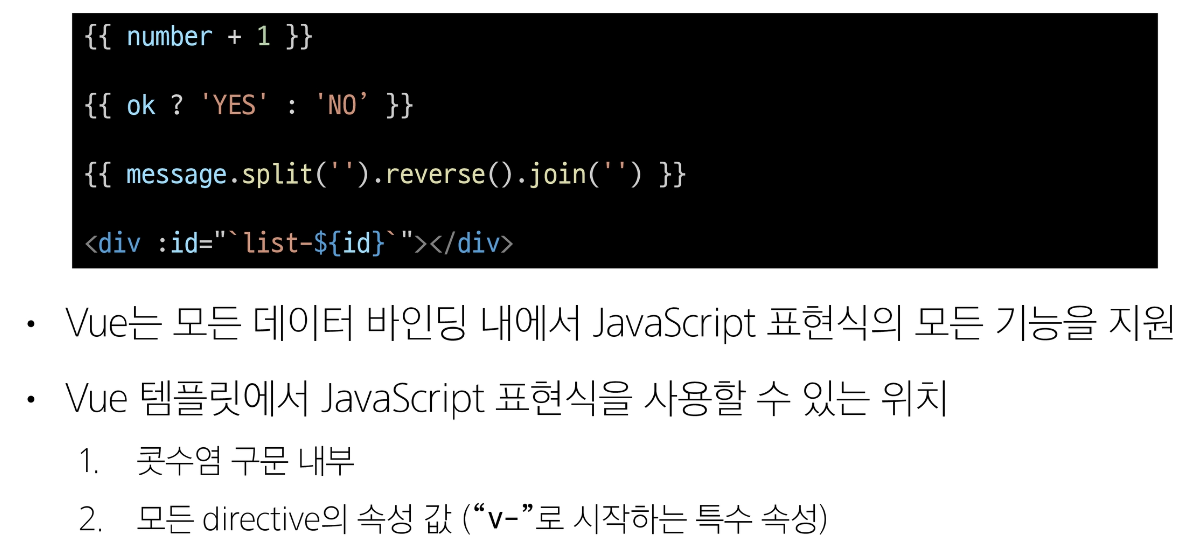 {{ number + 1 }}
{{ ok ? 'YES' : 'NO’ }}
{{ message.split('').reverse().join('') }}
<div :id="`list-${id}`"></div>
• Vue는 모든 데이터 바인딩 내에서 JavaScript 표현식의 모든 기능을 지원
• Vue 템플릿에서 JavaScript 표현식을 사용할 수 있는 위치
1. 콧수염 구문 내부
2. 모든 directive의 속성 값 (“v-”로 시작하는 특수 속성)